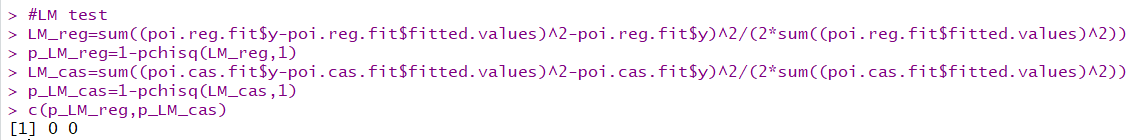 > #LM test
> LM_reg=sum((poi.reg.fit$y-poi.reg.fit$fitted.values)^2-poi.reg.fit$y)^2/(2*sum((poi.reg.fit$fitted.values)^2))
> p_LM_reg=1-pchisq(LM_reg,1)
> LM_cas=sum((poi.cas.fit$y-poi.cas.fit$fitted.values)^2-poi.cas.fit$y)^2/(2*sum((poi.cas.fit$fitted.values)^2))
> p_LM_cas=1-pchisq(LM_cas,1)
> c(p_LM_reg,p_LM_cas)
[1] 0 0